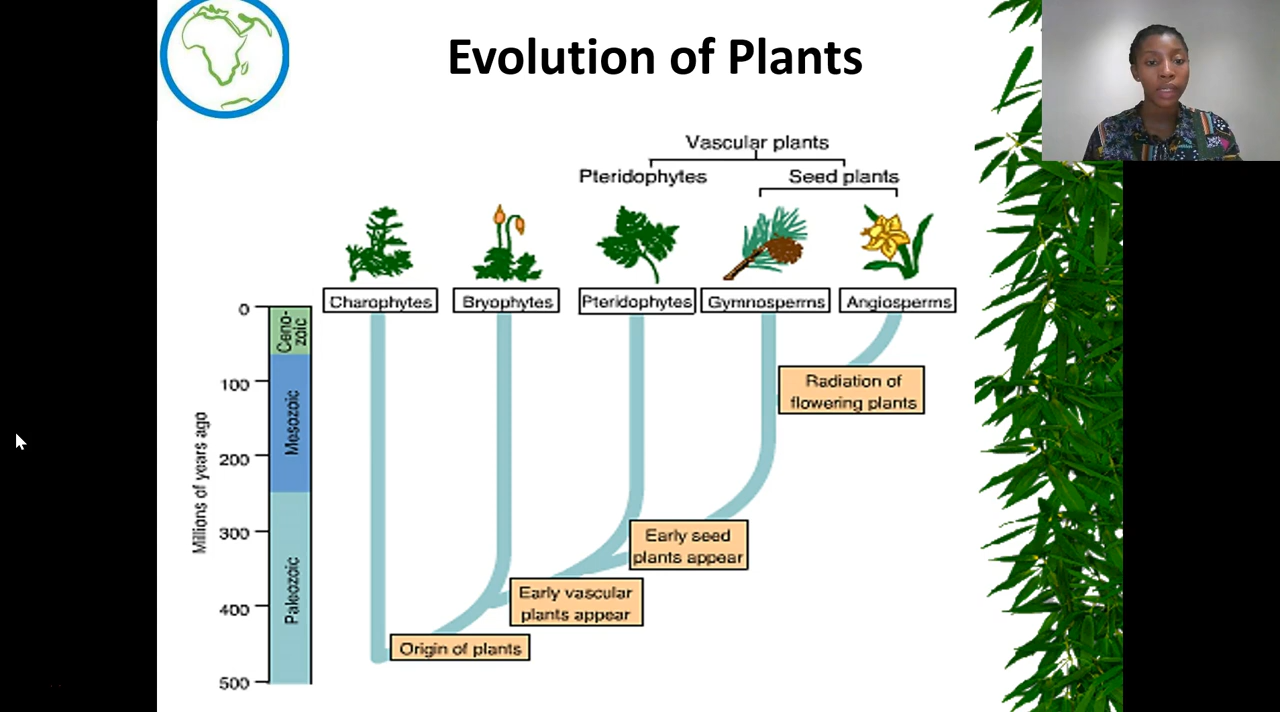 Evolution of Plants
Vascular plants
Pteridophytes
Seed plants
Charophytes
Bryophytes
Pteridophytes
Gymnosperms
Angiosperms
0
100
200
300
400
500
Millions of years ago
Ceno-
zoic
Mesozoic
Paleozoic
Radiation of
flowering plants
Early seed
plants appear
Early vascular
plants appear
Origin of plants